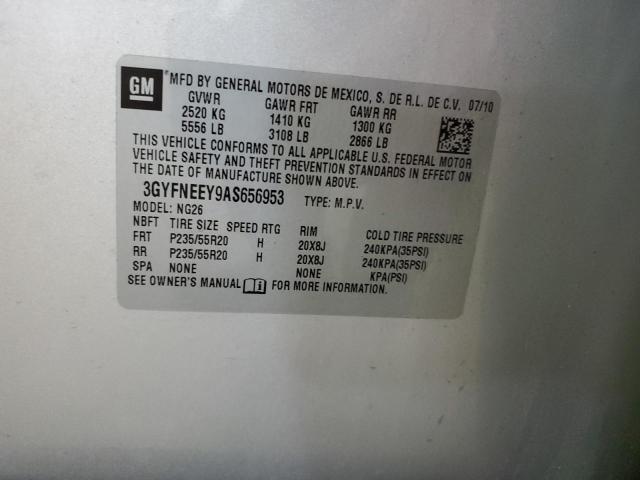 GM ®MFD BY GENERAL MOTORS DE MEXICO, S. DE R.L. DE C.V. 07/10
GVWR GAWR FRT GAWR RR
2520 KG 1410 KG 1300 KG
5556 LB 3108 LB 2866 LB
THIS VEHICLE CONFORMS TO ALL APPLICABLE U.S. FEDERAL MOTOR
VEHICLE SAFETY AND THEFT PREVENTION STANDARDS IN EFFECT ON
THE DATE OF MANUFACTURE SHOWN ABOVE.
3GYFNEEY9AS656953 TYPE: M.P.V.
MODEL: NG26
NBFT TIRE SIZE SPEED RTG RIM COLD TIRE PRESSURE
FRT P235/55R20 H 20X8J 240KPA(35PSI)
RR P235/55R20 H 20X8J 240KPA(35PSI)
SPA NONE NONE KPA(PSI)
SEE OWNER'S MANUAL FOR MORE INFORMATION.